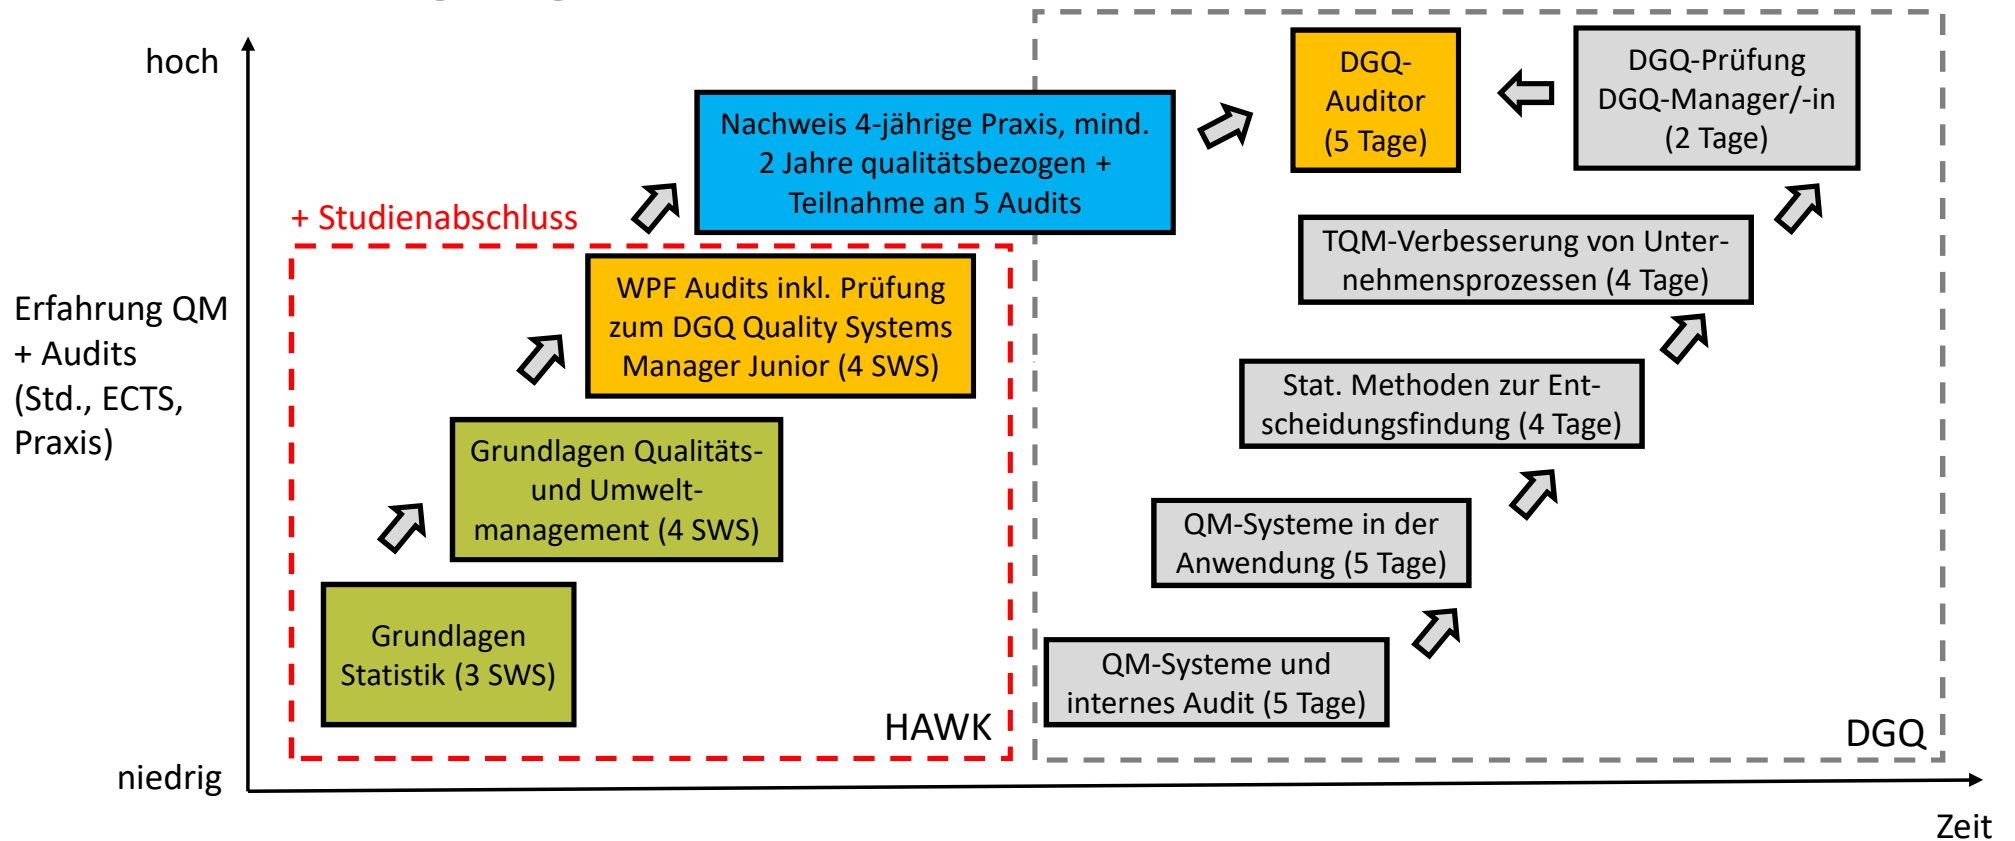 hoch
Erfahrung QM
+ Audits
(Std., ECTS,
Praxis)
niedrig
+ Studienabschluss
Grundlagen
Statistik (3 SWS)
Grundlagen Qualitäts-
und Umwelt-
management (4 SWS)
WPF Audits inkl. Prüfung
zum DGQ Quality Systems
Manager Junior (4 SWS)
HAWK
Nachweis 4-jährige Praxis, mind.
2 Jahre qualitätsbezogen +
Teilnahme an 5 Audits
DGQ-
Auditor
(5 Tage)
DGQ-Prüfung
DGQ-Manager/-in
(2 Tage)
TQM-Verbesserung von Unter-
nehmensprozessen (4 Tage)
Stat. Methoden zur Ent-
scheidungsfindung (4 Tage)
QM-Systeme in der
Anwendung (5 Tage)
QM-Systeme und
internes Audit (5 Tage)
DGQ
Zeit